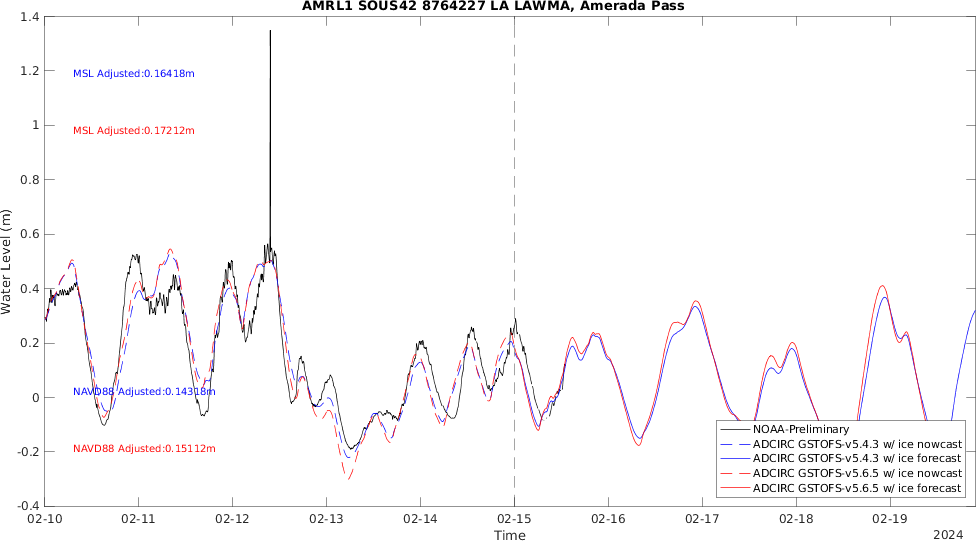 AMRL1 SOUS42 8764227 LA LAWMA, Amerada Pass
Water Level (m)
1.4
1.2
1
0.8
0.6
0.4
0.2
0
-0.2
-0.4
MSL Adjusted:0.16418m
MSL Adjusted:0.17212m
NAVD88 Adjusted:0.14318m
NAVD88 Adjusted:0.15112m
NOAA-Preliminary
ADCIRC GSTOFS-v5.4.3 w/ ice nowcast
ADCIRC GSTOFS-v5.4.3 w/ ice forecast
ADCIRC GSTOFS-v5.6.5 w/ ice nowcast
ADCIRC GSTOFS-v5.6.5 w/ ice forecast
02-10 02-11 02-12 02-13 02-14 02-15 02-16 02-17 02-18 02-19
Time
2024